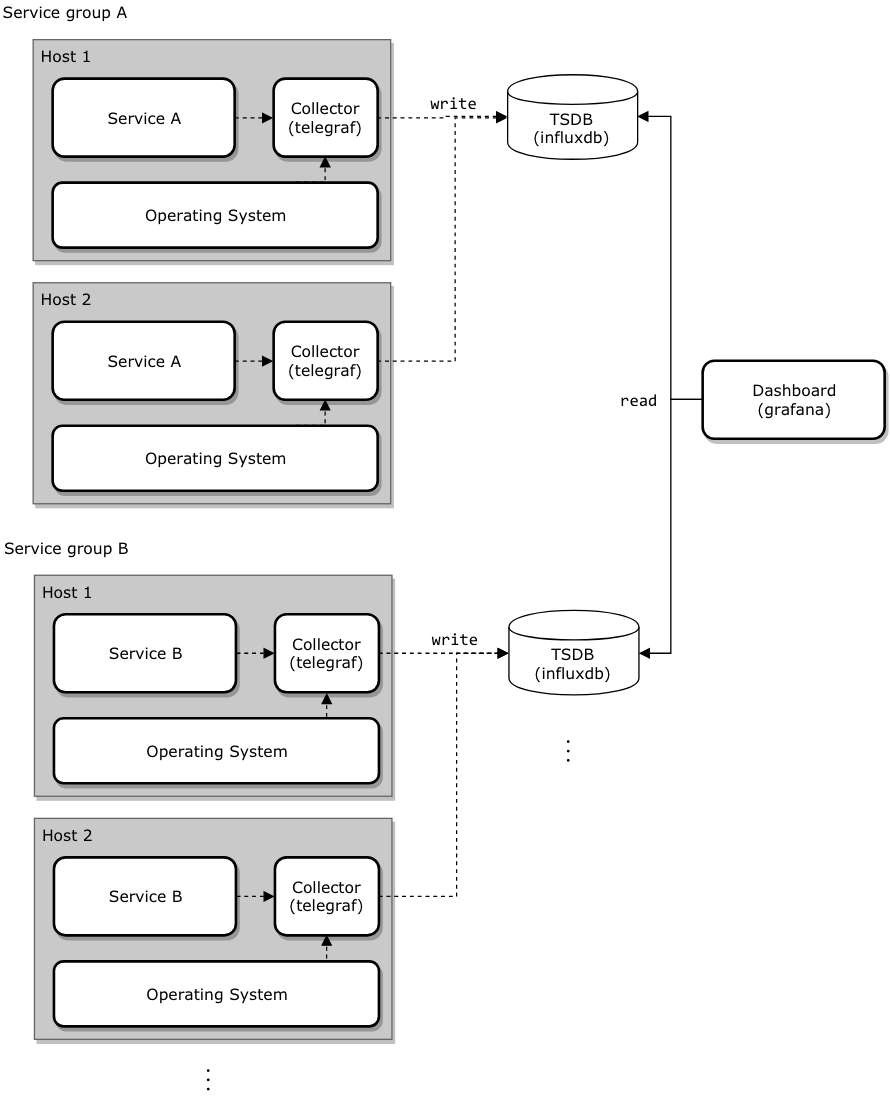 Service group A
Host 1
Service A
Collector
(telegraf)
Operating System
write
TSDB
(influxdb)
Host 2
Service A
Collector
(telegraf)
Operating System
read
Dashboard
(grafana)
Service group B
Host 1
Service B
Collector
(telegraf)
Operating System
write
TSDB
(influxdb)
Host 2
Service B
Collector
(telegraf)
Operating System